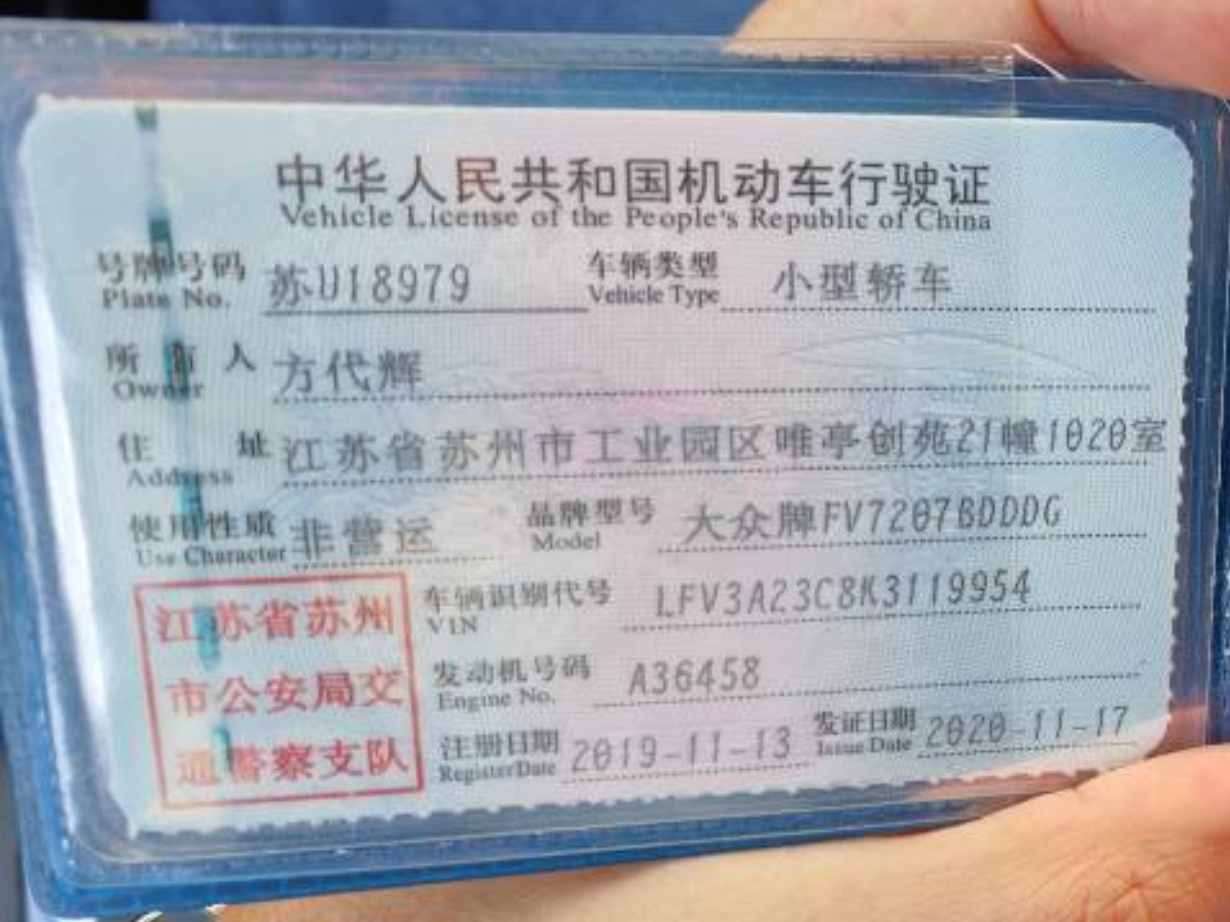 中华人民共和国机动车行驶证
Vehicle License of the People's Republic of China
号牌号码 苏U18979 车辆类型 小型轿车
Plate No. Vehicle Type
所有人 方代辉
Owner
住址 江苏省苏州市工业园区唯亭创苑21幢1020室
Address
使用性质 非营运 品牌型号 大众牌FV7207BDDDG
Use Character Model
江苏省苏州
市公安局交
通警察支队
车辆识别代号 LFV3A23C8K3119954
VIN
发动机号码 A36458
Engine No.
注册日期 2019-11-13 发证日期 2020-11-17
Register Date Issue Date